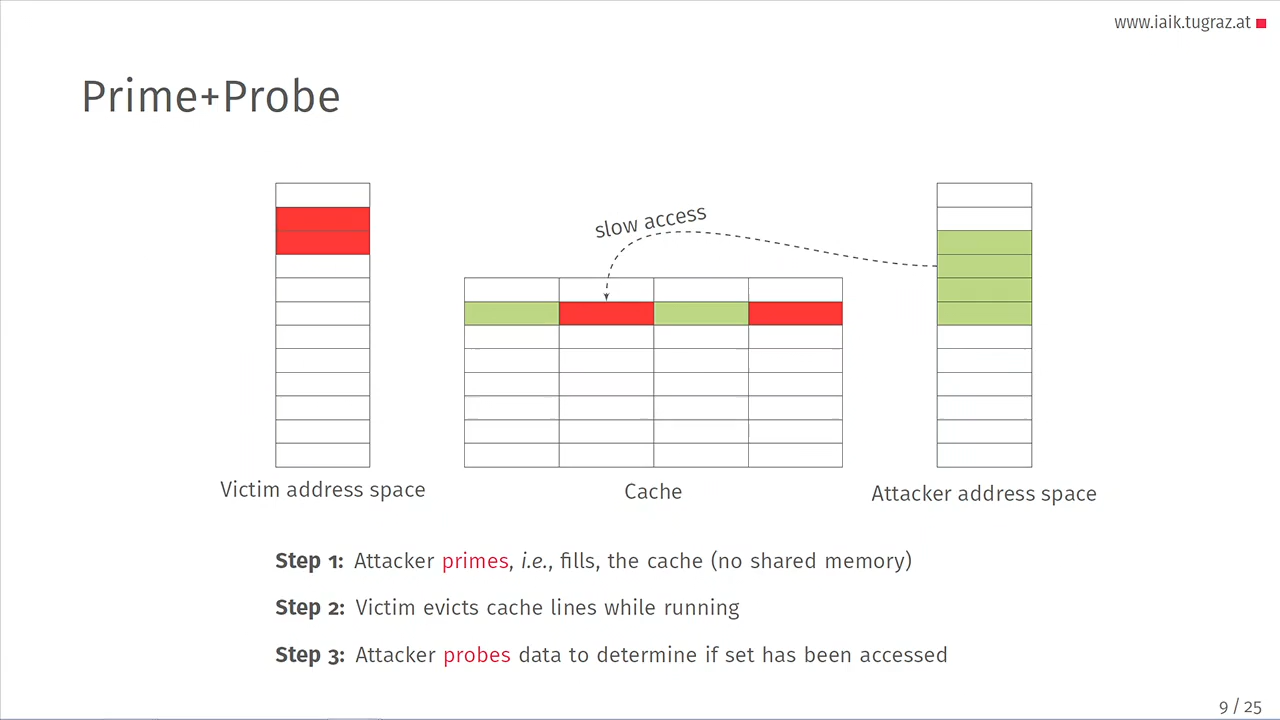 www.iaik.tugraz.at
Prime+Probe
slow access
Victim address space
Cache
Attacker address space
Step 1: Attacker primes, i.e., fills, the cache (no shared memory)
Step 2: Victim evicts cache lines while running
Step 3: Attacker probes data to determine if set has been accessed
9 / 25